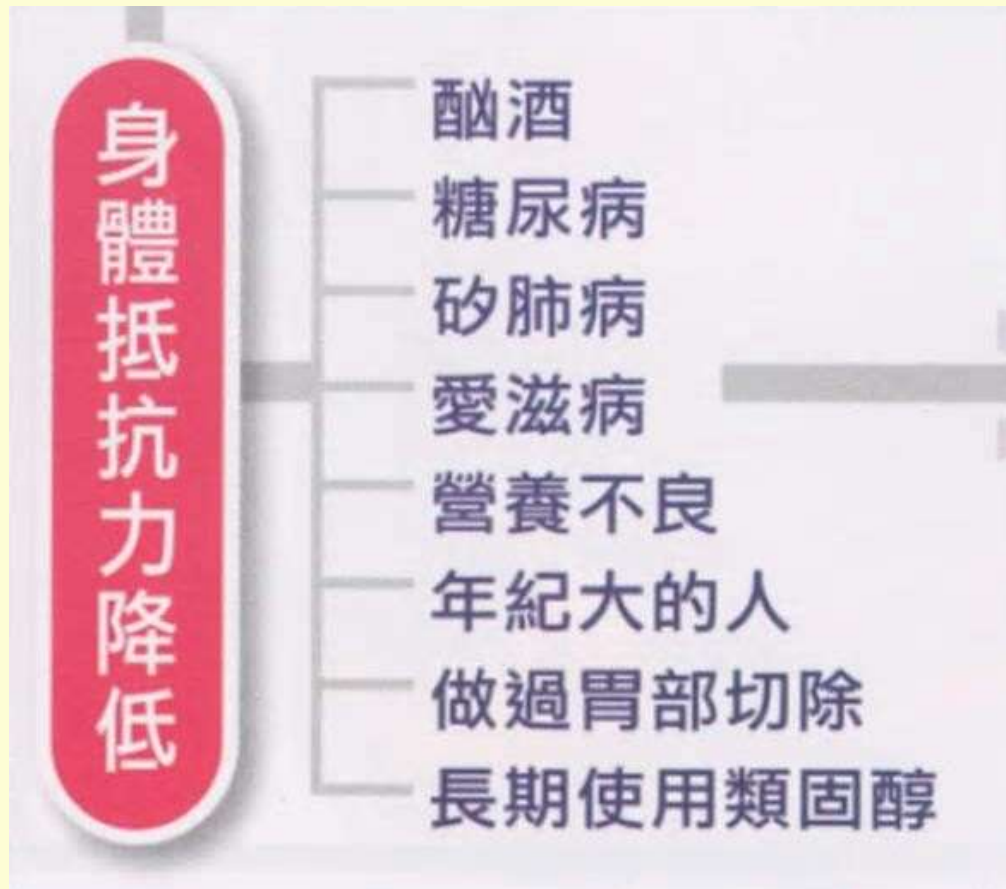 身體抵抗力降低
酗酒
糖尿病
矽肺病
愛滋病
營養不良
年紀大的人
做過胃部切除
長期使用類固醇